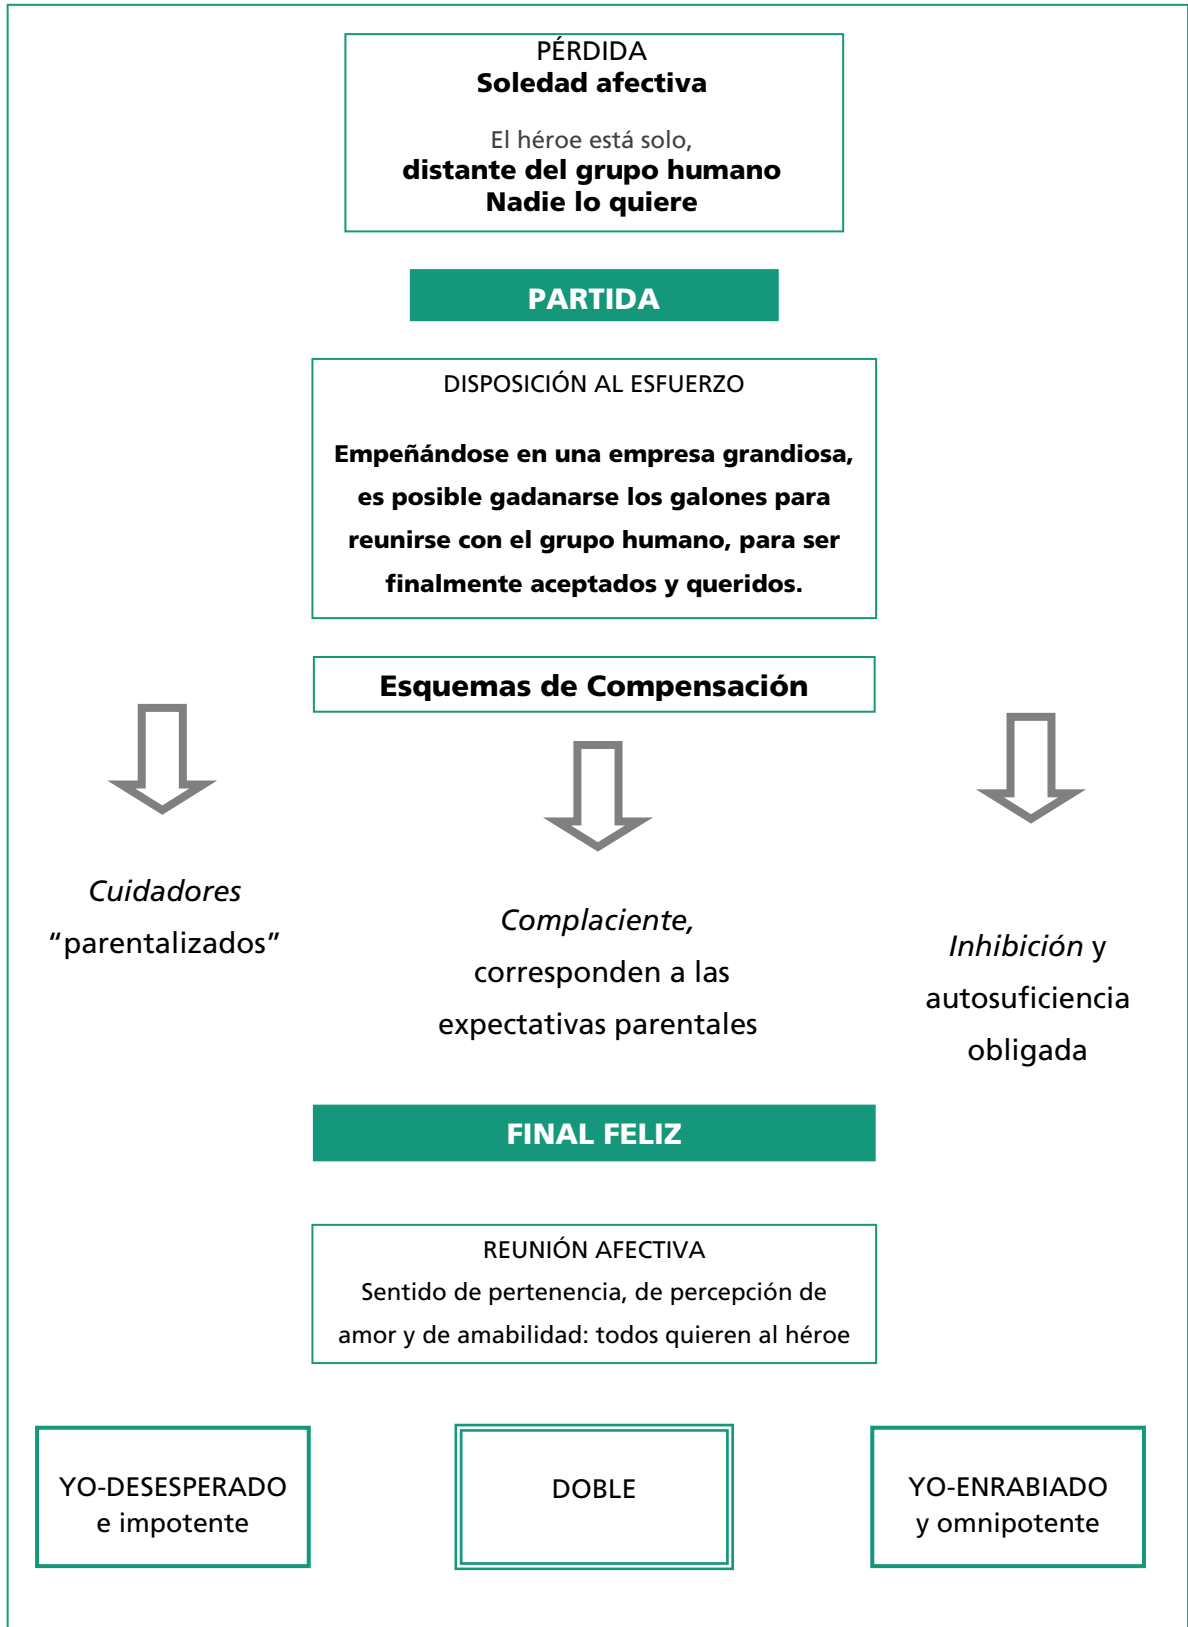 PÉRDIDA
Soledad afectiva
El héroe está solo,
distante del grupo humano
Nadie lo quiere
PARTIDA
DISPOSICIÓN AL ESFUERZO
Empeñándose en una empresa grandiosa,
es posible gadanarse los galones para
reunirse con el grupo humano, para ser
finalmente aceptados y queridos.
Esquemas de Compensación
Cuidadores
“parentalizados”
Complaciente,
corresponden a las
expectativas parentales
Inhibición y
autosuficiencia
obligada
FINAL FELIZ
REUNIÓN AFECTIVA
Sentido de pertenencia, de percepción de
amor y de amabilidad: todos quieren al héroe
YO-DESESPERADO
e impotente
DOBLE
YO-ENRABIADO
y omnipotente